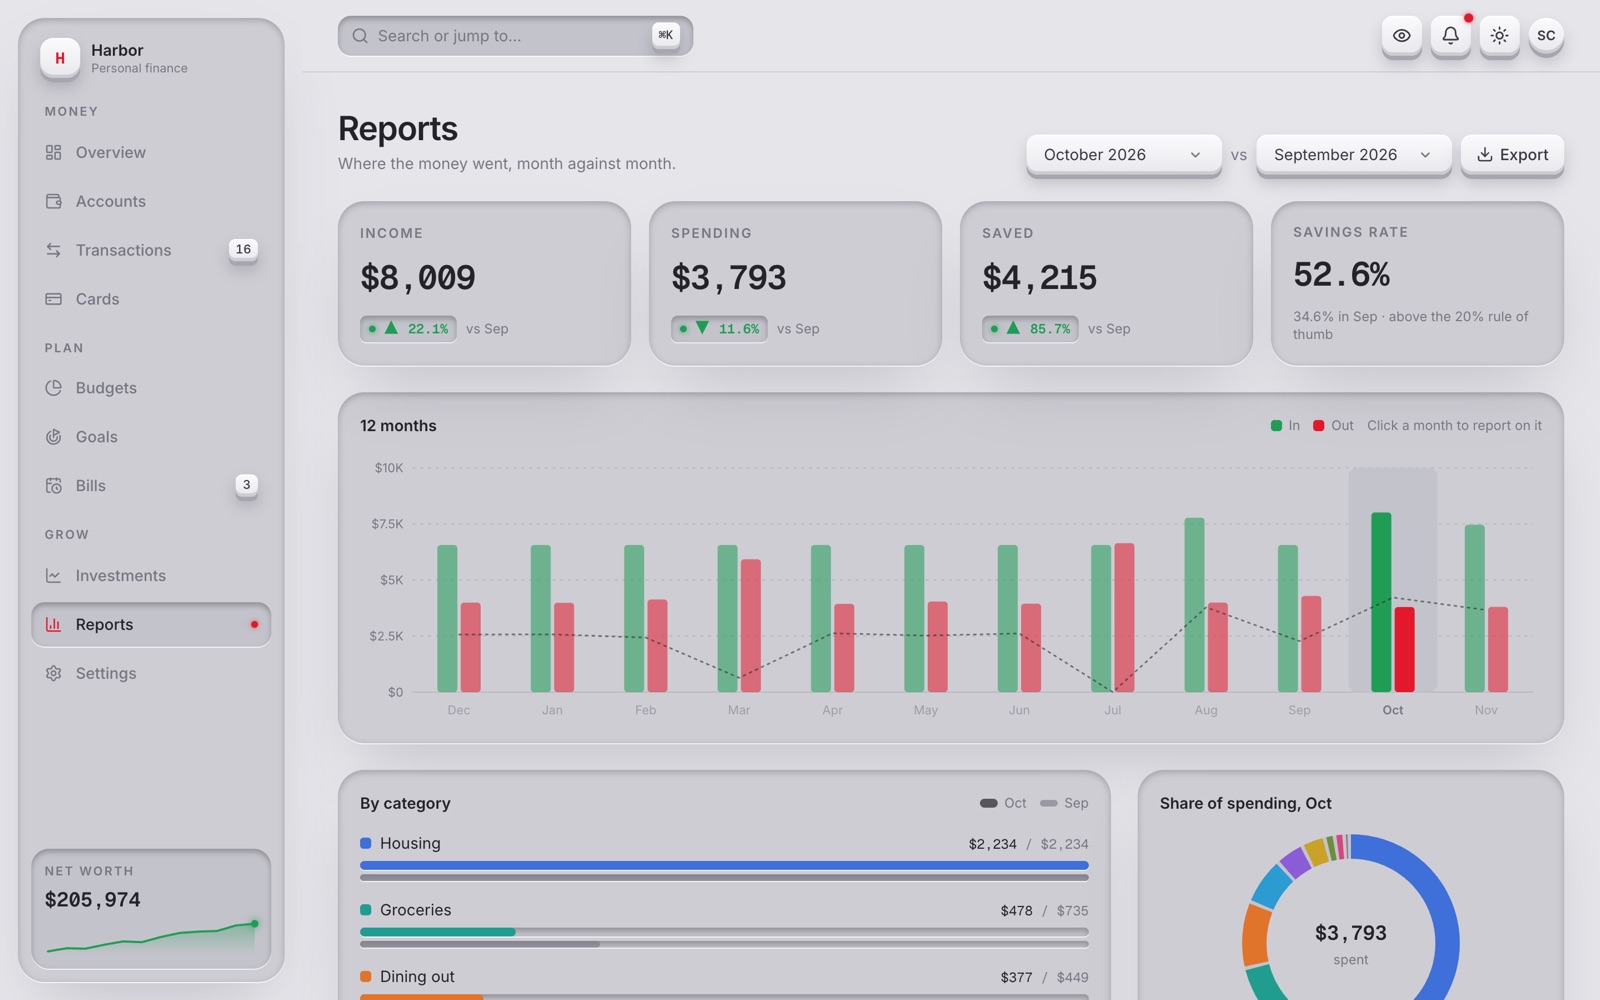 H
Harbor
Personal finance
MONEY
Overview
Accounts
Transactions 16
Cards
PLAN
Budgets
Goals
Bills 3
GROW
Investments
Reports
Settings
NET WORTH
$205,974
Search or jump to... ⌘K
SC
Reports
Where the money went, month against month.
October 2026 vs September 2026 Export
INCOME
$8,009
▲ 22.1% vs Sep
SPENDING
$3,793
▼ 11.6% vs Sep
SAVED
$4,215
▲ 85.7% vs Sep
SAVINGS RATE
52.6%
34.6% in Sep · above the 20% rule of
thumb
12 months
In Out Click a month to report on it
$10K
$7.5K
$5K
$2.5K
$0
Dec Jan Feb Mar Apr May Jun Jul Aug Sep Oct Nov
By category
Oct Sep
Housing $2,234 / $2,234
Groceries $478 / $735
Dining out $377 / $449
Share of spending, Oct
$3,793
spent